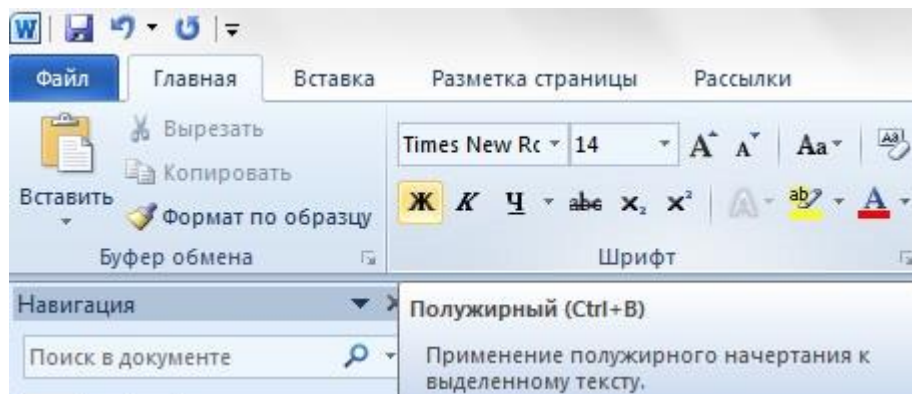 Файл Главная Вставка Разметка страницы Рассылки
Вырезать
Копировать
Формат по образцу
Вставить
Буфер обмена
Times New Rc 14 A A Aa Aa
Ж К Ч abc x₂ x² A ab A
Шрифт
Навигация
Поиск в документе
Полужирный (Ctrl+B)
Применение полужирного начертания к
выделенному тексту.